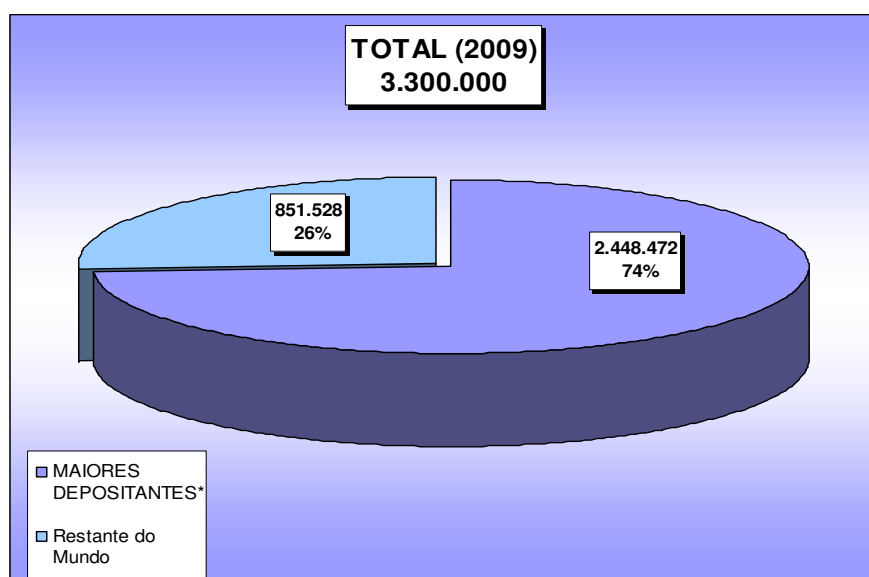 TOTAL (2009)
3.300.000
851.528
26%
2.448.472
74%
MAIORES
DEPOSITANTES*
Restante do
Mundo